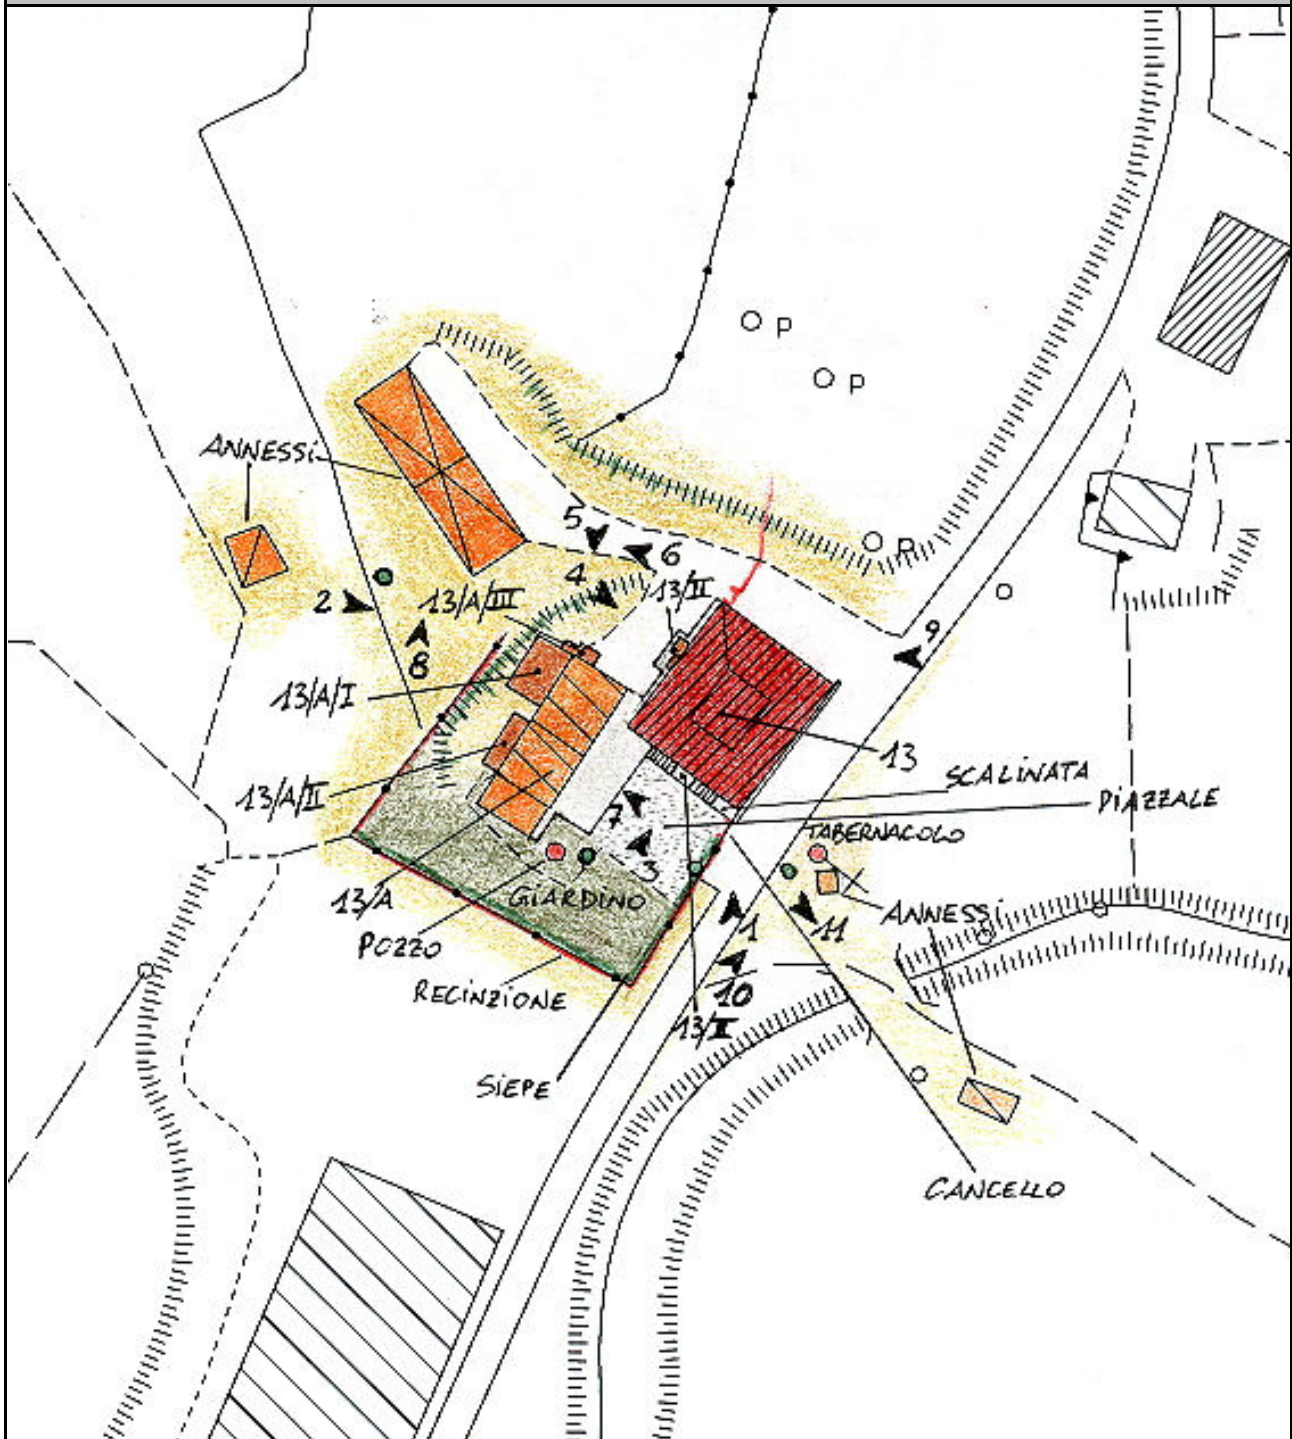 P
P
ANNESSI
5
P
6
4
13/II
2
13/A/III
9
8
13/A/I
13
SCALINATA
13/A/II
PIAZZALE
7
TABERNACOLO
3
13/A
GIARDINO
ANNESSI
1
11
POZZO
RECINZIONE
10
13/II
SIEPE
CANCELLO